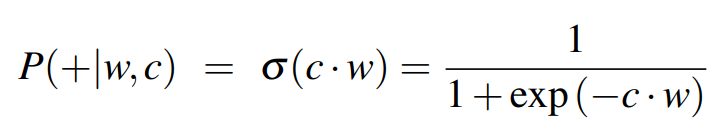 P(+|w,c) = σ(c·w) = 1 / (1+exp(−c·w))